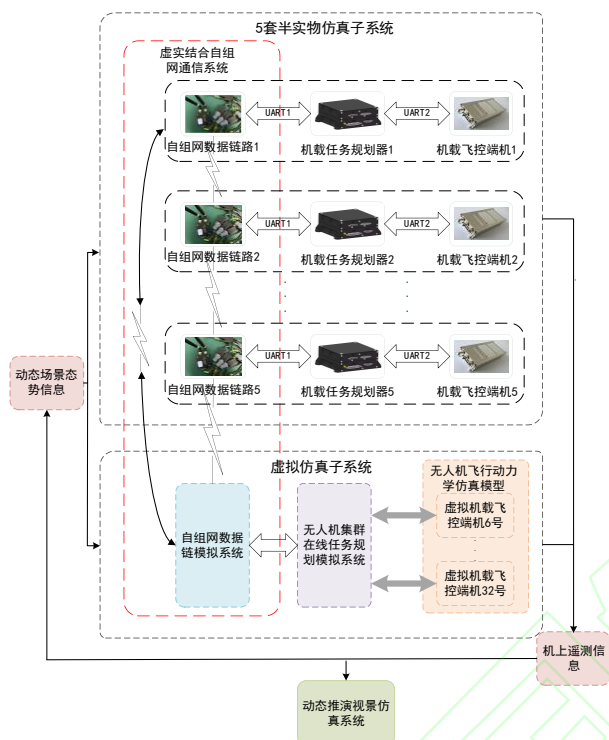 5套半实物仿真子系统
虚实结合自组
网通信系统
UART1
UART2
自组网数据链路1
机载任务规划器1
机载飞控端机1
UART1
UART2
自组网数据链路2
机载任务规划器2
机载飞控端机2
UART1
UART2
自组网数据链路5
机载任务规划器5
机载飞控端机5
动态场景态
势信息
虚拟仿真子系统
无人机飞行动力
学仿真模型
自组网数据
链模拟系统
无人机集群
在线任务规
划模拟系统
虚拟机载飞
控端机6号
虚拟机载飞
控端机32号
机上遥测信
息
动态推演视景仿
真系统